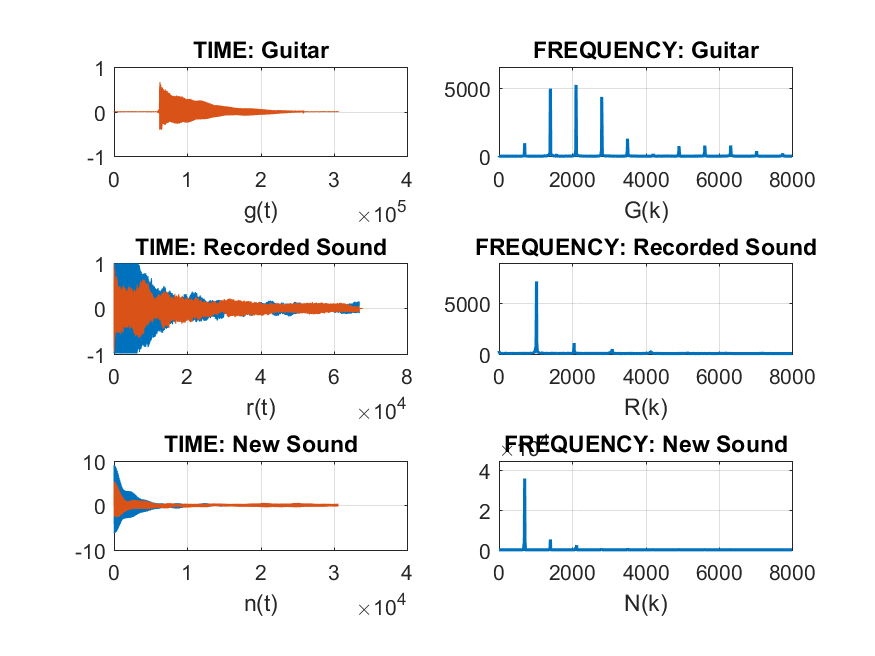 TIME: Guitar
1
0
-1
0 1 2 3 4
×10^5
g(t)
FREQUENCY: Guitar
5000
0
0 2000 4000 6000 8000
G(k)
TIME: Recorded Sound
1
0
-1
0 2 4 6 8
×10^4
r(t)
FREQUENCY: Recorded Sound
5000
0
0 2000 4000 6000 8000
R(k)
TIME: New Sound
10
0
-10
0 1 2 3 4
×10^4
n(t)
FREQUENCY: New Sound
×10^4
4
2
0
0 2000 4000 6000 8000
N(k)